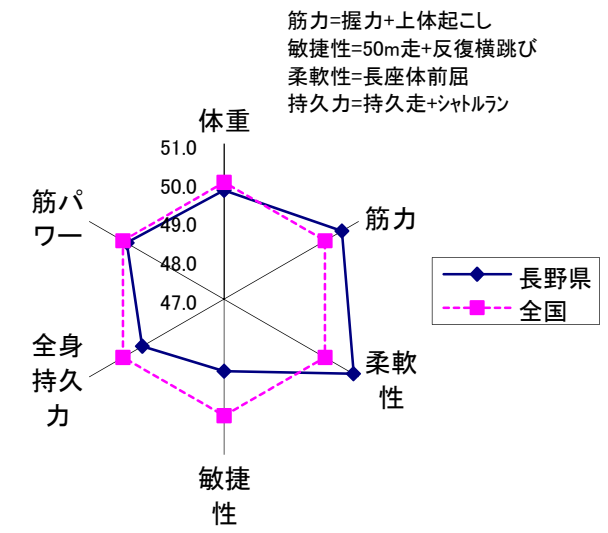 筋力=握力+上体起こし
敏捷性=50m走+反復横跳び
柔軟性=長座体前屈
持久力=持久走+ｼｬﾄﾙﾗﾝ
体重
51.0
50.0
49.0
48.0
47.0
筋力
柔軟
性
敏捷
性
全身
持久
力
筋パ
ワー
長野県
全国